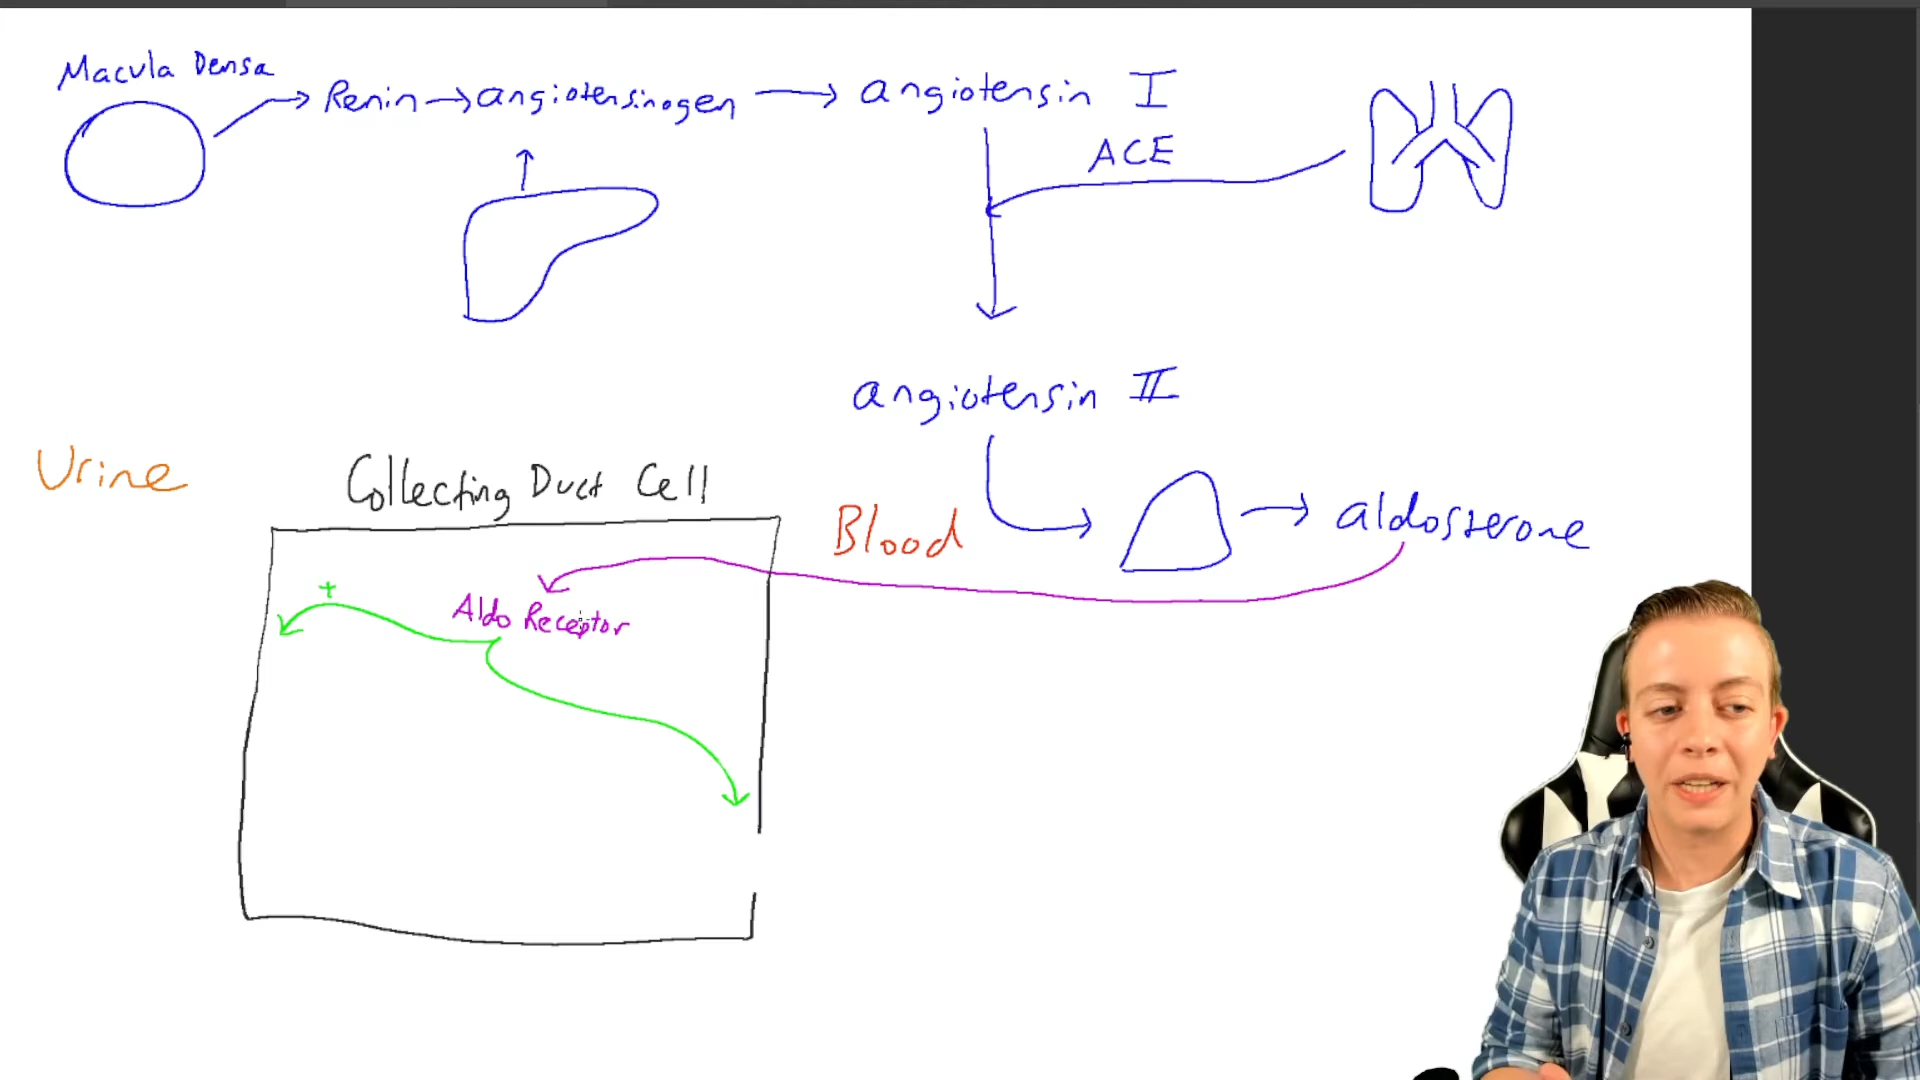 Macula Densa
Renin angiotensinogen angiotensin I
ACE
angiotensin II
Urine
Collecting Duct Cell
Blood
aldosterone
+
Aldo Receptor